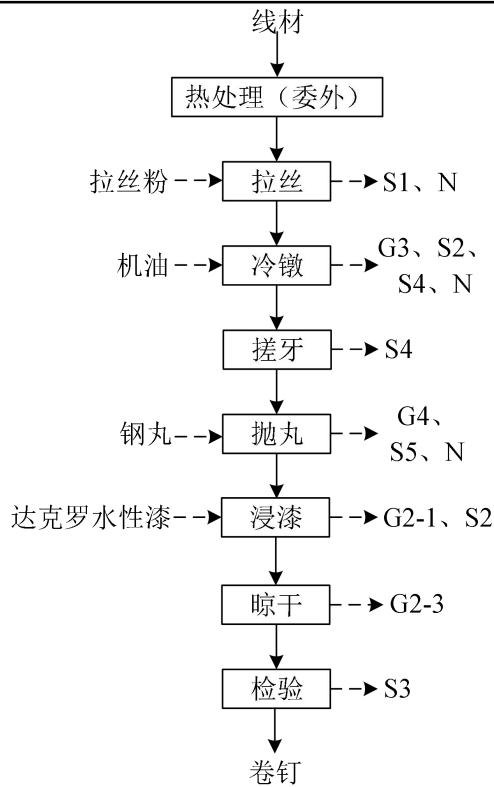 线材
热处理（委外）
拉丝粉
拉丝
S1、N
机油
冷镦
G3、S2、
S4、N
搓牙
S4
钢丸
抛丸
G4、
S5、N
达克罗水性漆
浸漆
G2-1、S2
晾干
G2-3
检验
S3
卷钉